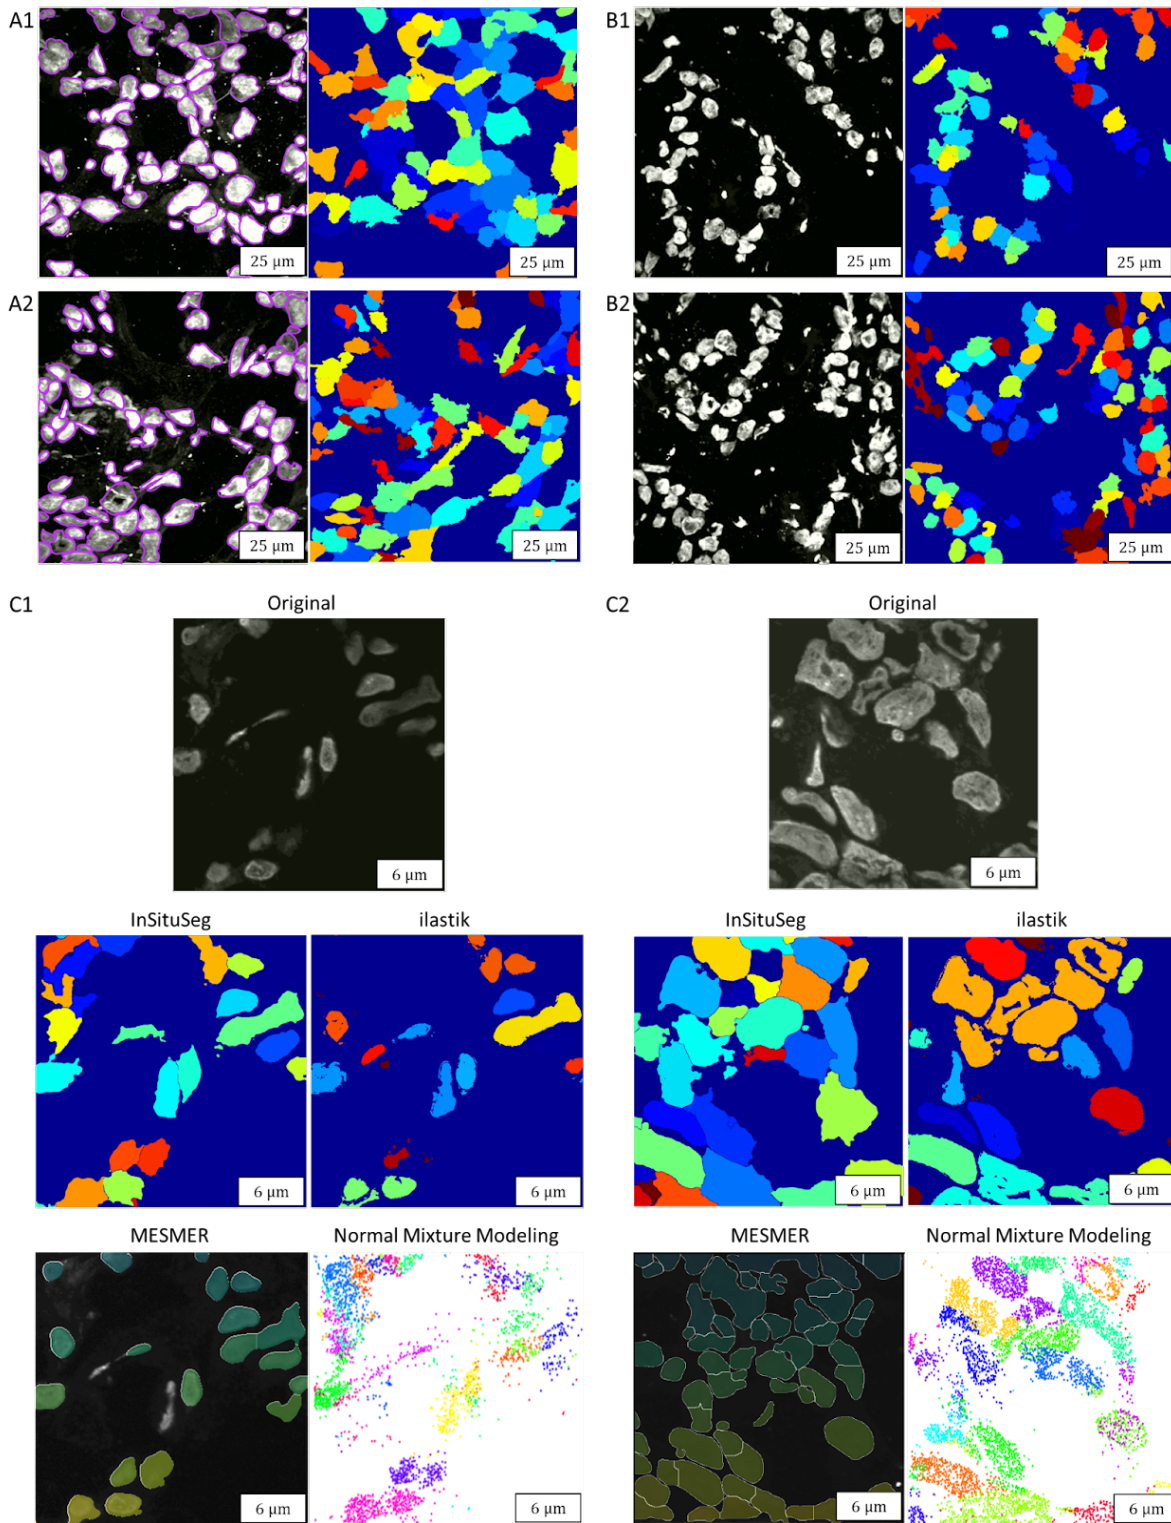 A1
B1
25 µm
25 µm
25 µm
25 µm
A2
B2
25 µm
25 µm
25 µm
25 µm
C1
Original
C2
Original
6 µm
6 µm
InSituSeg
ilastik
InSituSeg
ilastik
6 µm
6 µm
6 µm
6 µm
MESMER
Normal Mixture Modeling
MESMER
Normal Mixture Modeling
6 µm
6 µm
6 µm
6 µm